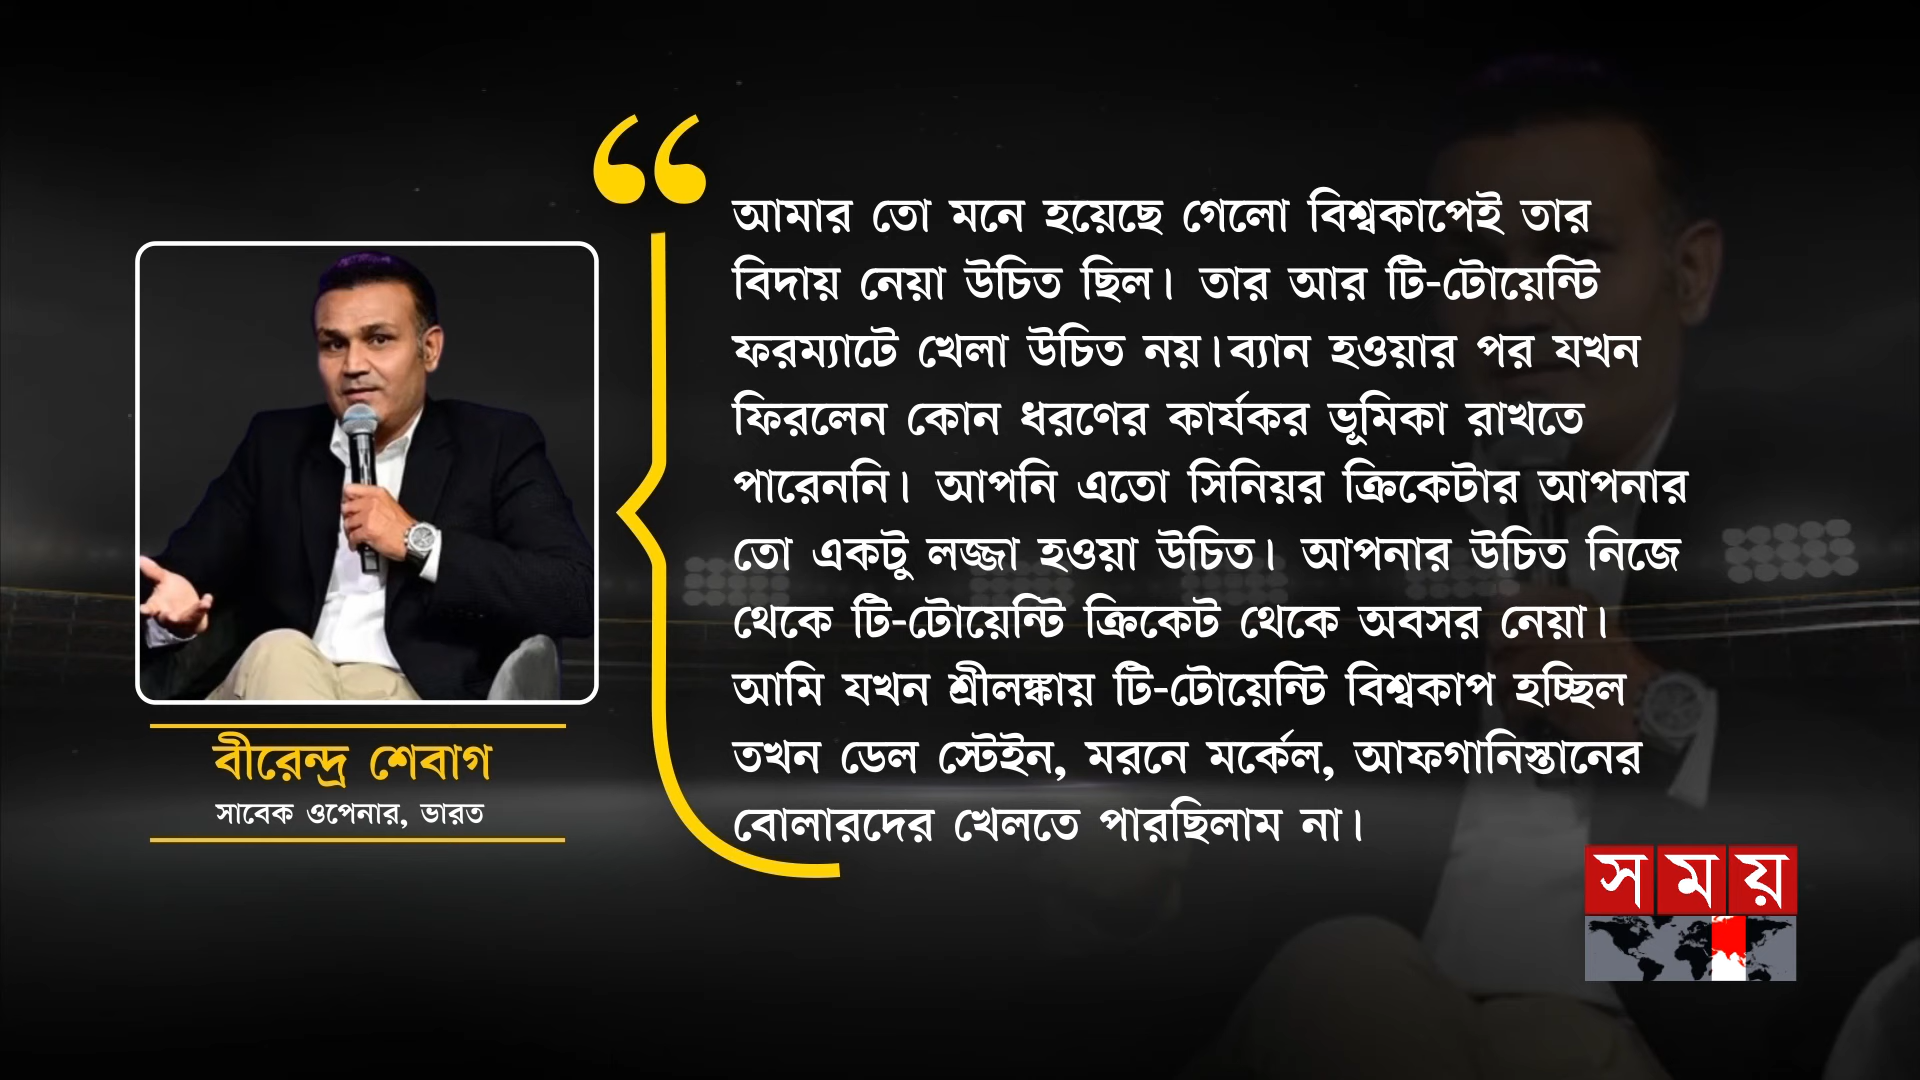 আমার তো মনে হয়েছে গেলো বিশ্বকাপেই তার
বিদায় নেয়া উচিত ছিল। তার আর টি-টোয়েন্টি
ফরম্যাটে খেলা উচিত নয়।ব্যান হওয়ার পর যখন
ফিরলেন কোন ধরণের কার্যকর ভূমিকা রাখতে
পারেননি। আপনি এতো সিনিয়র ক্রিকেটার আপনার
তো একটু লজ্জা হওয়া উচিত। আপনার উচিত নিজে
থেকে টি-টোয়েন্টি ক্রিকেট থেকে অবসর নেয়া।
আমি যখন শ্রীলঙ্কায় টি-টোয়েন্টি বিশ্বকাপ হচ্ছিল
তখন ডেল স্টেইন, মরনে মর্কেল, আফগানিস্তানের
বোলারদের খেলতে পারছিলাম না।
বীরেন্দ্র শেবাগ
সাবেক ওপেনার, ভারত
সময়